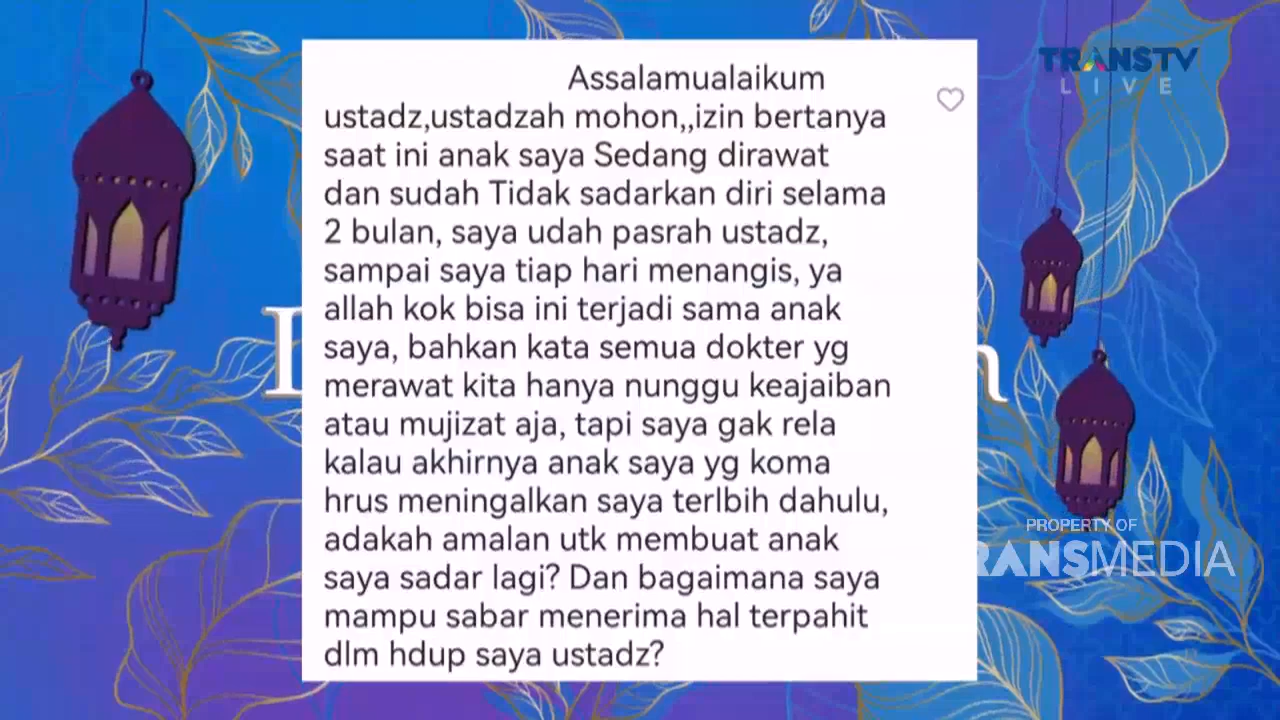 TRANSTV
LIVE
Assalamualaikum
ustadz,ustadzah mohon,,izin bertanya
saat ini anak saya Sedang dirawat
dan sudah Tidak sadarkan diri selama
2 bulan, saya udah pasrah ustadz,
sampai saya tiap hari menangis, ya
allah kok bisa ini terjadi sama anak
saya, bahkan kata semua dokter yg
merawat kita hanya nunggu keajaiban
atau mujizat aja, tapi saya gak rela
kalau akhirnya anak saya yg koma
hrus meningalkan saya terlbih dahulu,
adakah amalan utk membuat anak
saya sadar lagi? Dan bagaimana saya
mampu sabar menerima hal terpahit
dlm hdup saya ustadz?
PROPERTY OF
RANSMEDIA